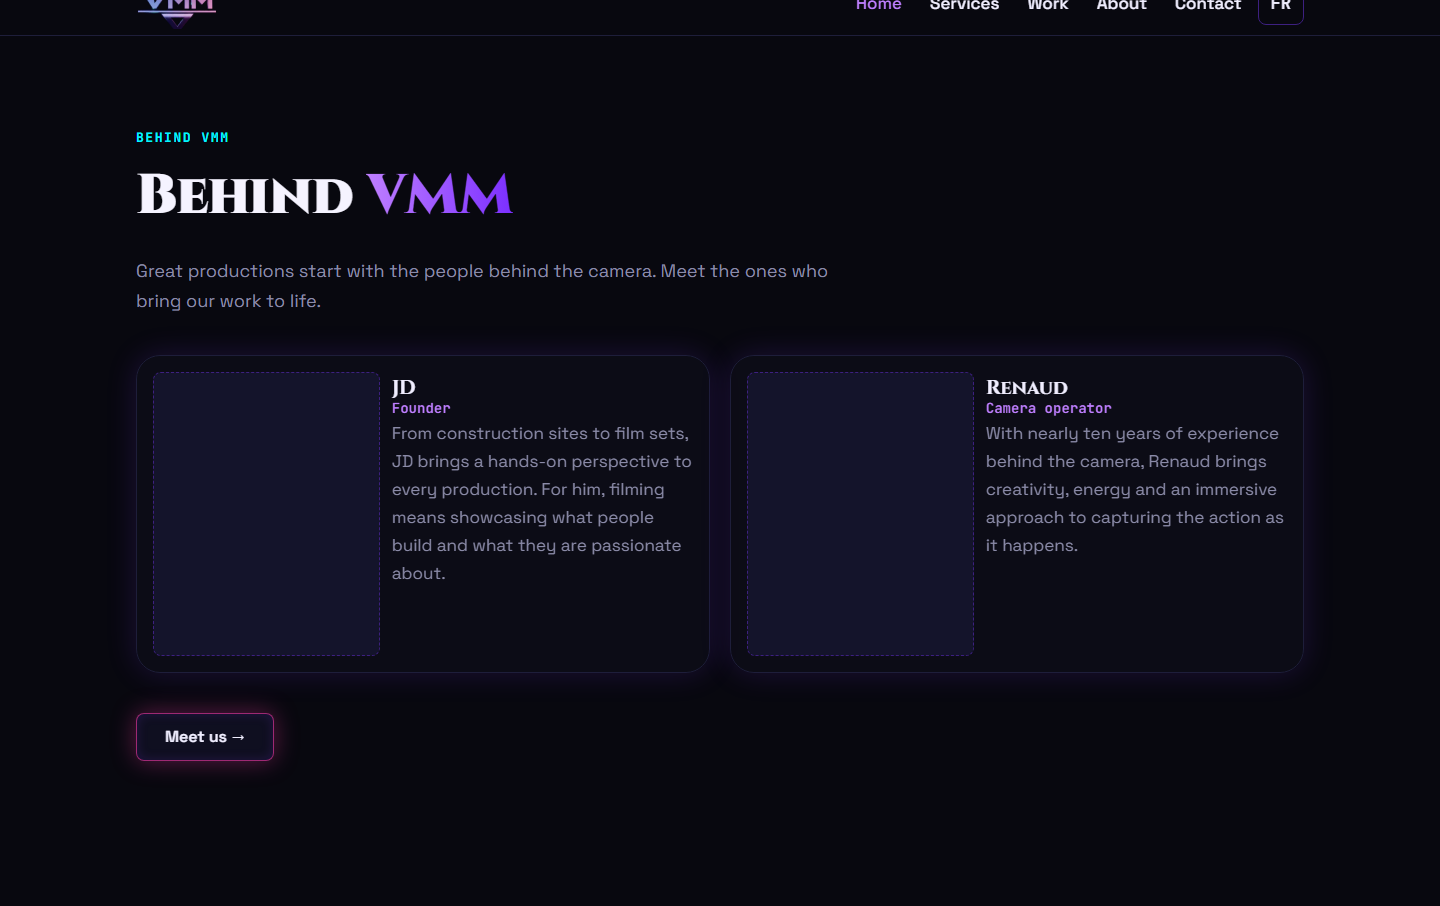 VMM
Home Services Work About Contact FR
BEHIND VMM
Behind VMM
Great productions start with the people behind the camera. Meet the ones who
bring our work to life.
JD
Founder
From construction sites to film sets,
JD brings a hands-on perspective to
every production. For him, filming
means showcasing what people
build and what they are passionate
about.
Renaud
Camera operator
With nearly ten years of experience
behind the camera, Renaud brings
creativity, energy and an immersive
approach to capturing the action as
it happens.
Meet us →